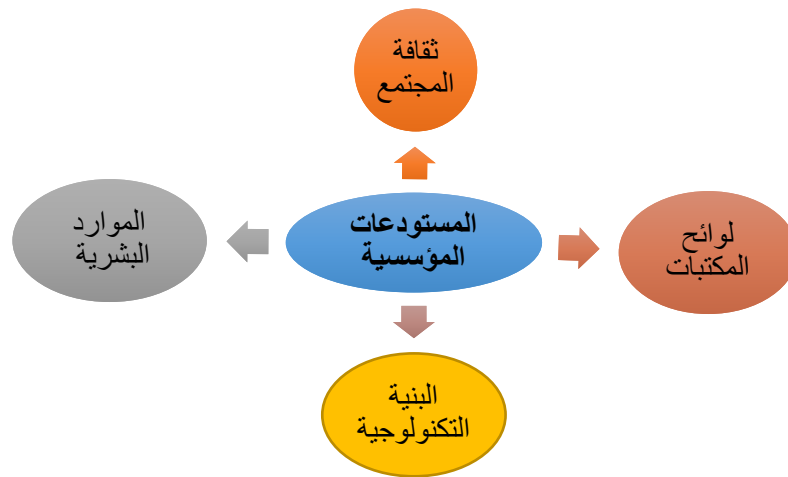 ثقافة
المجتمع
لوائح
المكتبات
المستودعات
المؤسسية
الموارد
البشرية
البنية
التكنولوجية